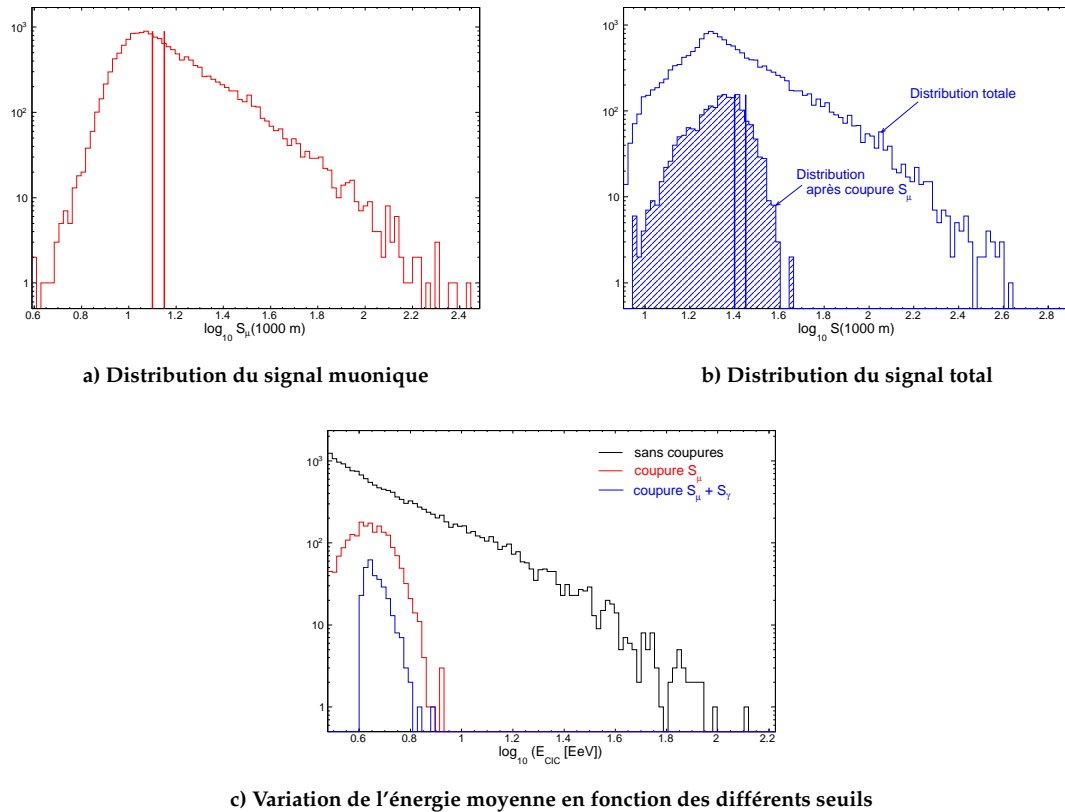 10³
10²
10
1
0.6 0.8 1 1.2 1.4 1.6 1.8 2 2.2 2.4
log₁₀ S_μ(1000 m)
a) Distribution du signal muonique
10³
10²
10
1
Distribution totale
Distribution
après coupure S_μ
1 1.2 1.4 1.6 1.8 2 2.2 2.4 2.6 2.8
log₁₀ S(1000 m)
b) Distribution du signal total
10³
10²
10
1
sans coupures
coupure S_μ
coupure S_μ + S_γ
0.6 0.8 1 1.2 1.4 1.6 1.8 2 2.2
log₁₀ (E_CIC [EeV])
c) Variation de l'énergie moyenne en fonction des différents seuils